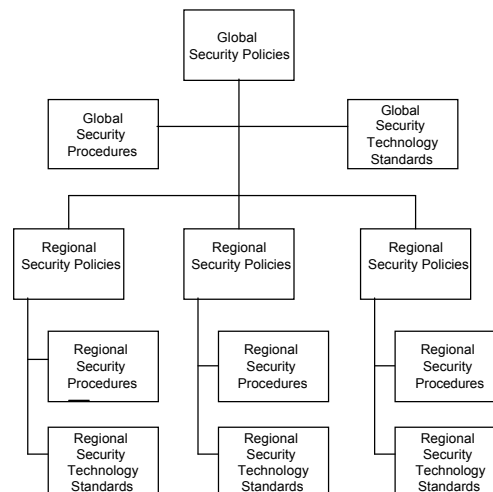 Global
Security Policies
Global
Security
Procedures
Global
Security
Technology
Standards
Regional
Security Policies
Regional
Security Policies
Regional
Security Policies
Regional
Security
Procedures
Regional
Security
Procedures
Regional
Security
Procedures
Regional
Security
Technology
Standards
Regional
Security
Technology
Standards
Regional
Security
Technology
Standards